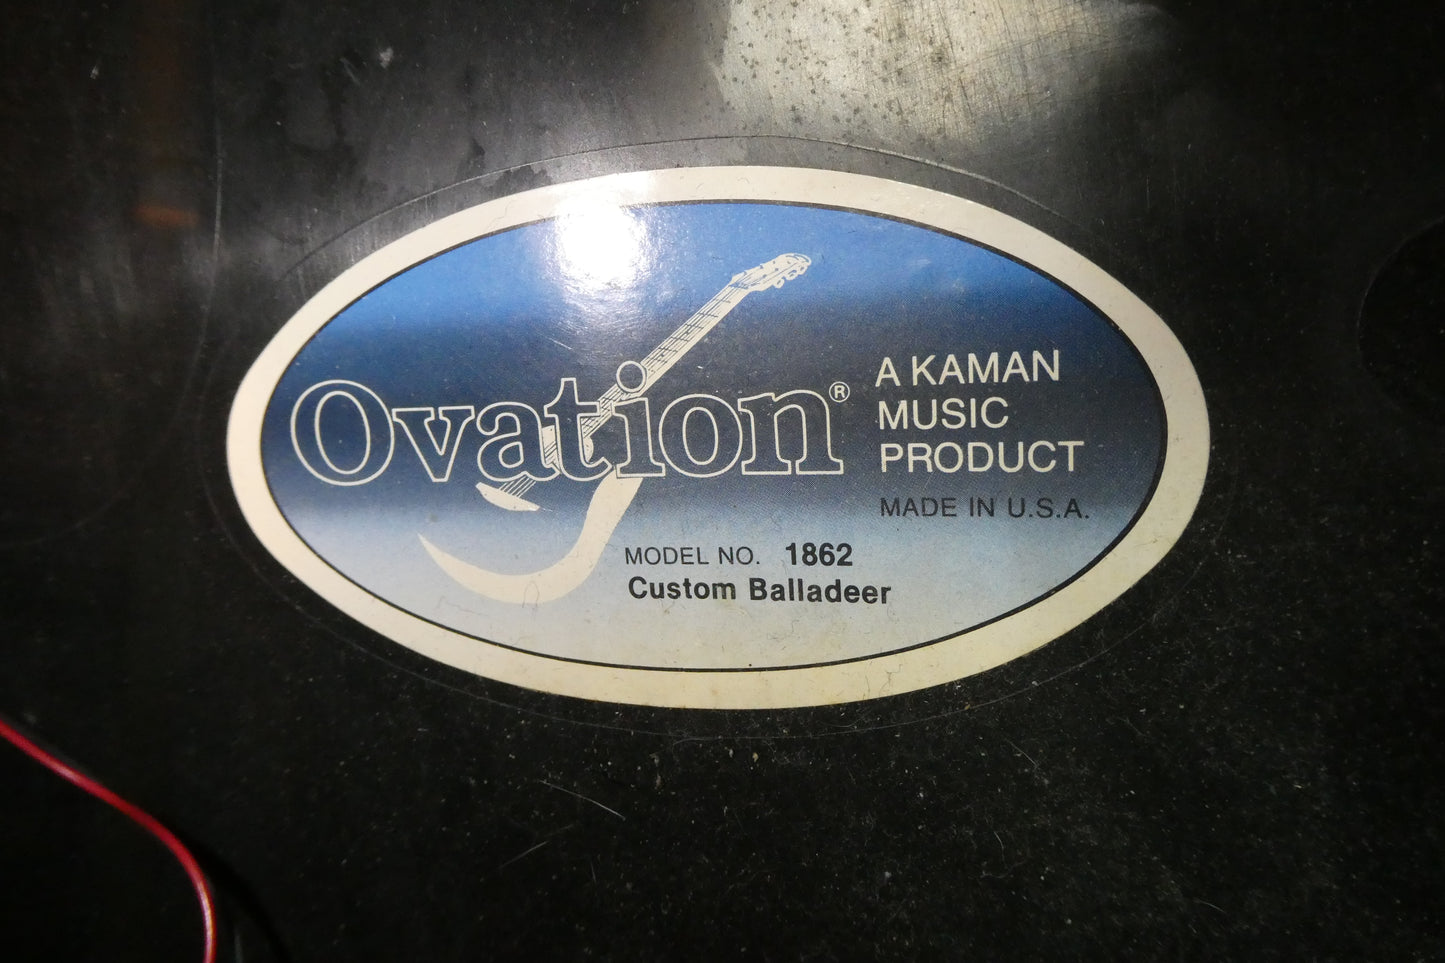 Ovation®
A KAMAN
MUSIC
PRODUCT
MADE IN U.S.A.
MODEL NO. 1862
Custom Balladeer